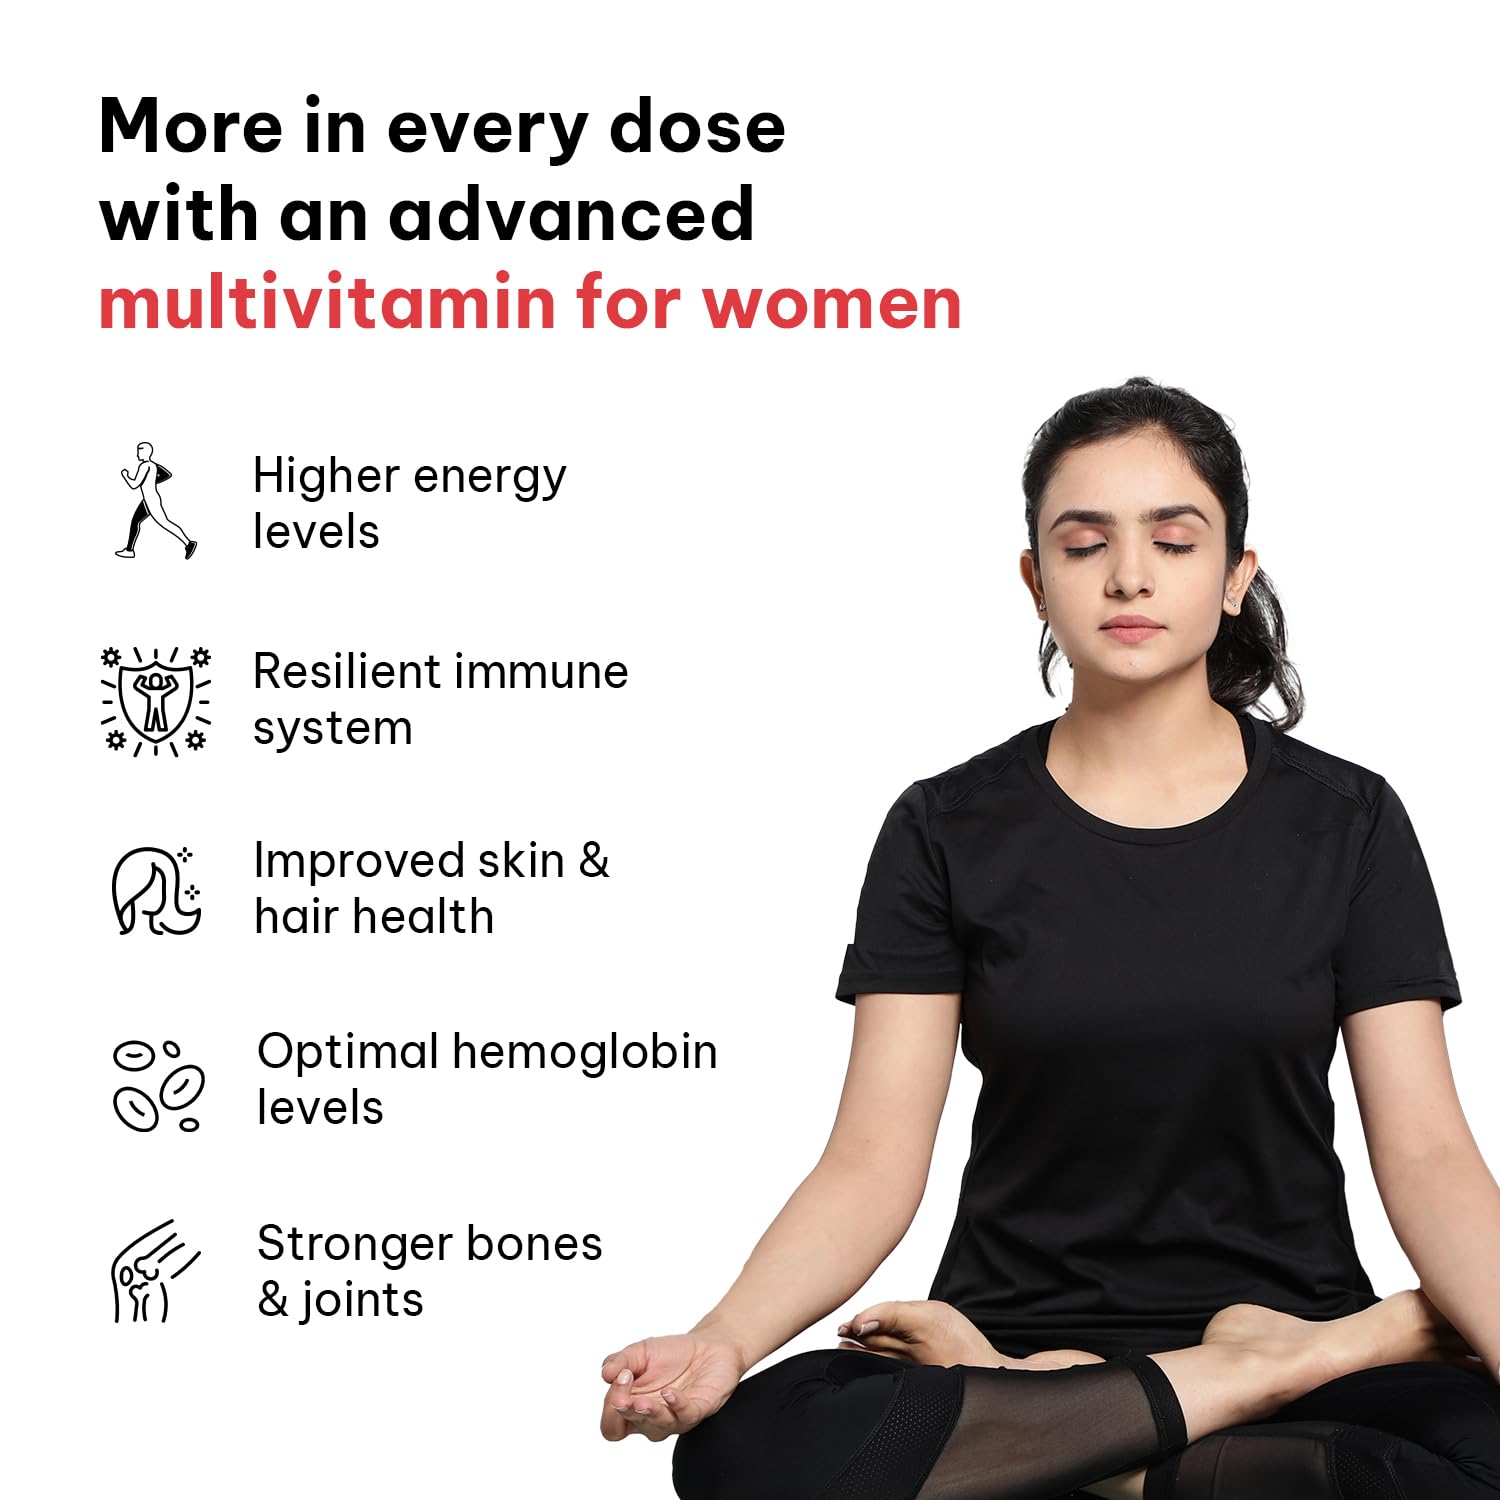 More in every dose
with an advanced
multivitamin for women
Higher energy
levels
Resilient immune
system
Improved skin &
hair health
Optimal hemoglobin
levels
Stronger bones
& joints